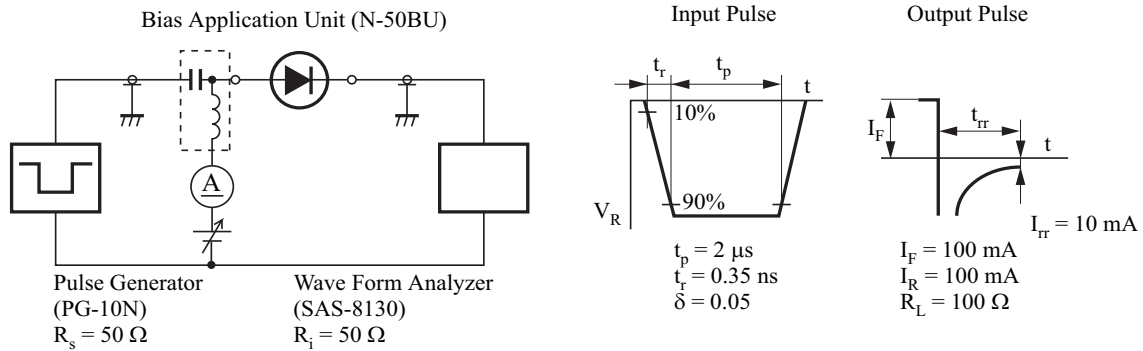 Bias Application Unit (N-50BU)
A
Pulse Generator
(PG-10N)
R_s = 50 Ω
Wave Form Analyzer
(SAS-8130)
R_i = 50 Ω
Input Pulse
t_r
t_p
t
10%
90%
V_R
t_p = 2 μs
t_r = 0.35 ns
δ = 0.05
Output Pulse
I_F
t_rr
t
I_rr = 10 mA
I_F = 100 mA
I_R = 100 mA
R_L = 100 Ω